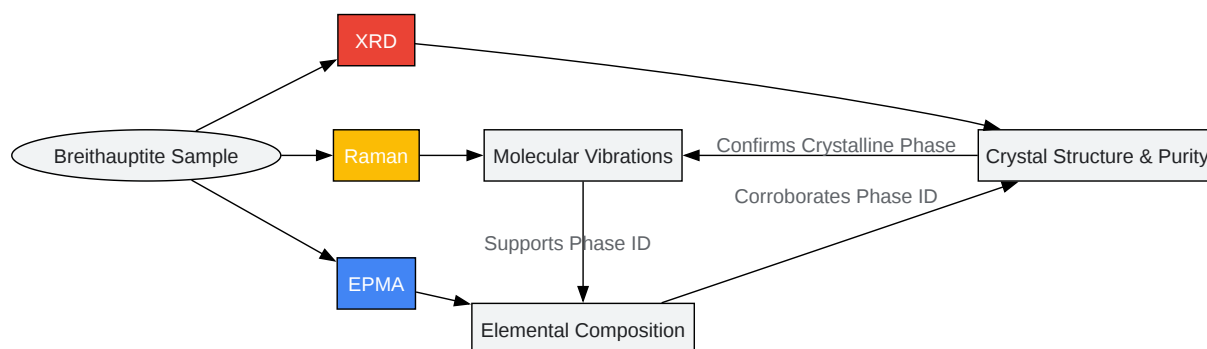 XRD
Breithauptite Sample
Raman
Molecular Vibrations
Confirms Crystalline Phase
Crystal Structure & Purity
Corroborates Phase ID
Supports Phase ID
EPMA
Elemental Composition